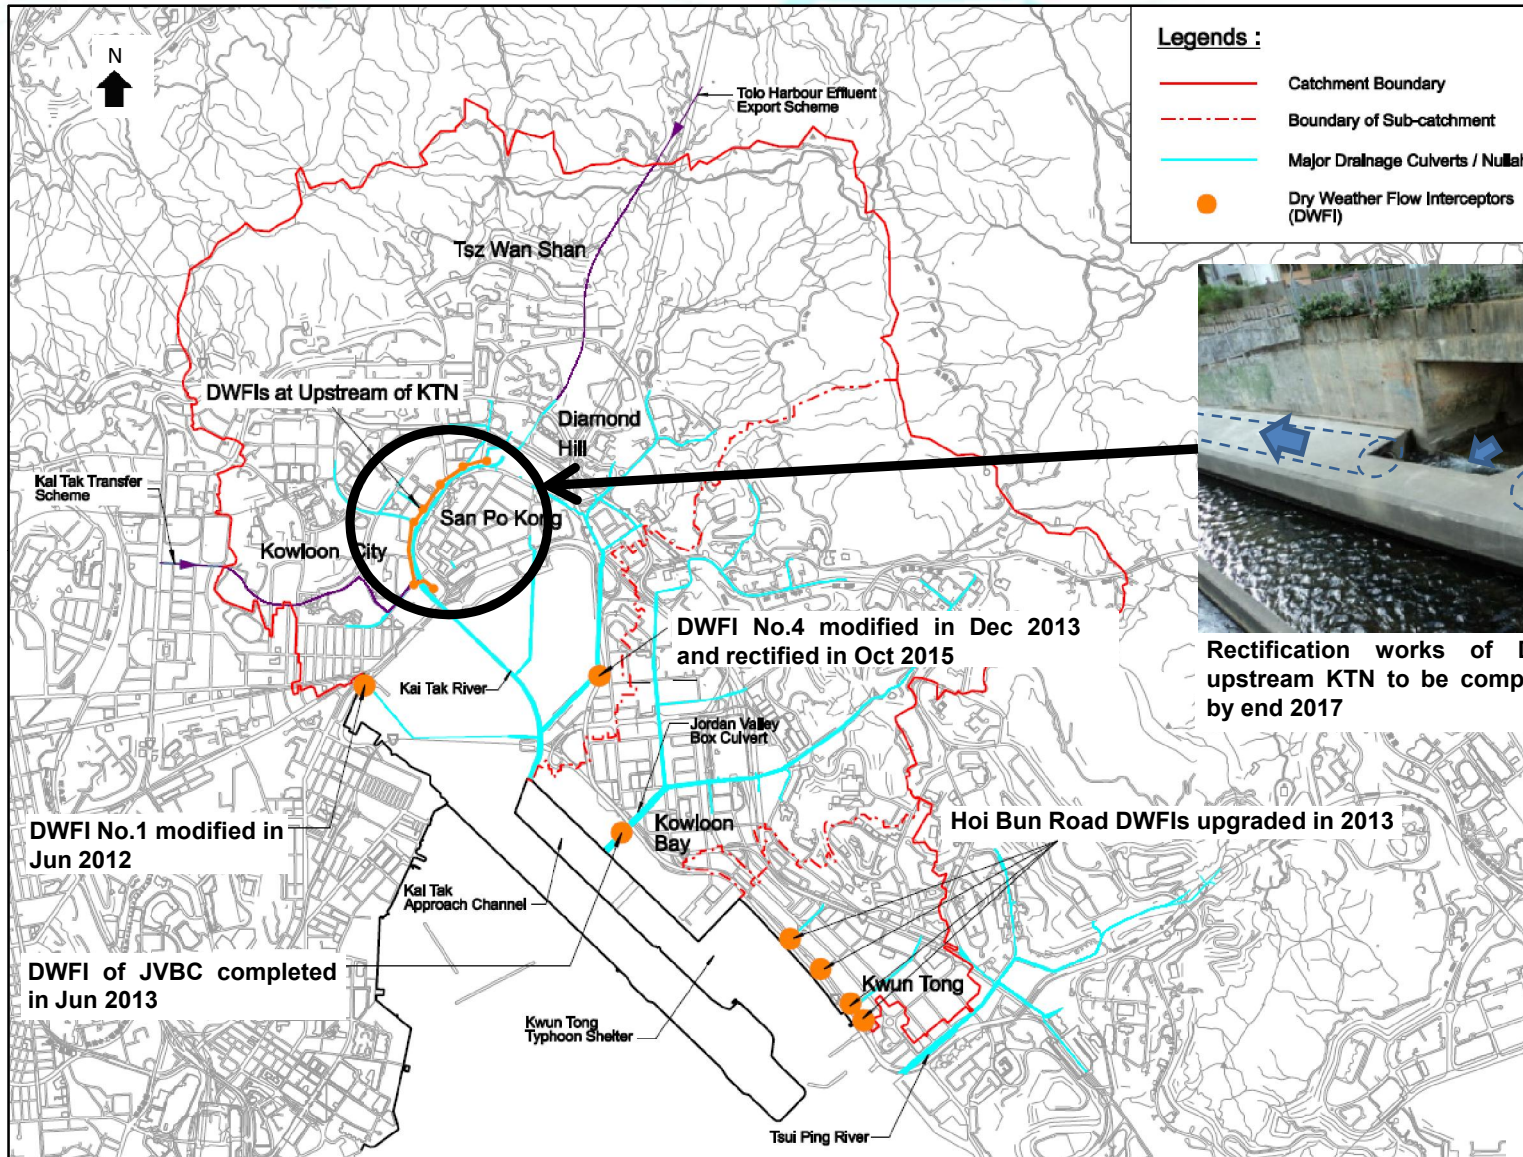 N
Legends :
Catchment Boundary
Boundary of Sub-catchment
Major Drainage Culverts / Nullah
Dry Weather Flow Interceptors
(DWFI)
Tolo Harbour Effluent
Export Scheme
Tsz Wan Shan
DWFIs at Upstream of KTN
Diamond
Hill
Kai Tak Transfer
Scheme
San Po Kong
Kowloon City
DWFI No.4 modified in Dec 2013
and rectified in Oct 2015
Rectification works of
upstream KTN to be comp
by end 2017
Kai Tak River
Jordan Valley
Box Culvert
DWFI No.1 modified in
Jun 2012
Kowloon
Bay
Hoi Bun Road DWFIs upgraded in 2013
Kai Tak
Approach Channel
DWFI of JVBC completed
in Jun 2013
Kwun Tong
Kwun Tong
Typhoon Shelter
Tsui Ping River